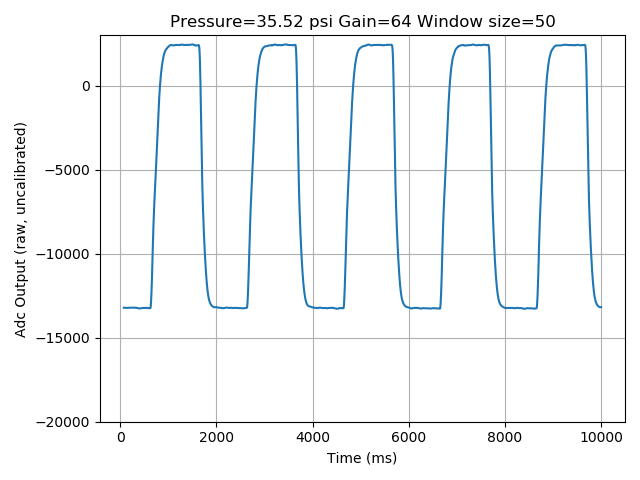 Pressure=35.52 psi Gain=64 Window size=50
Adc Output (raw, uncalibrated)
0
−5000
−10000
−15000
−20000
0 2000 4000 6000 8000 10000
Time (ms)